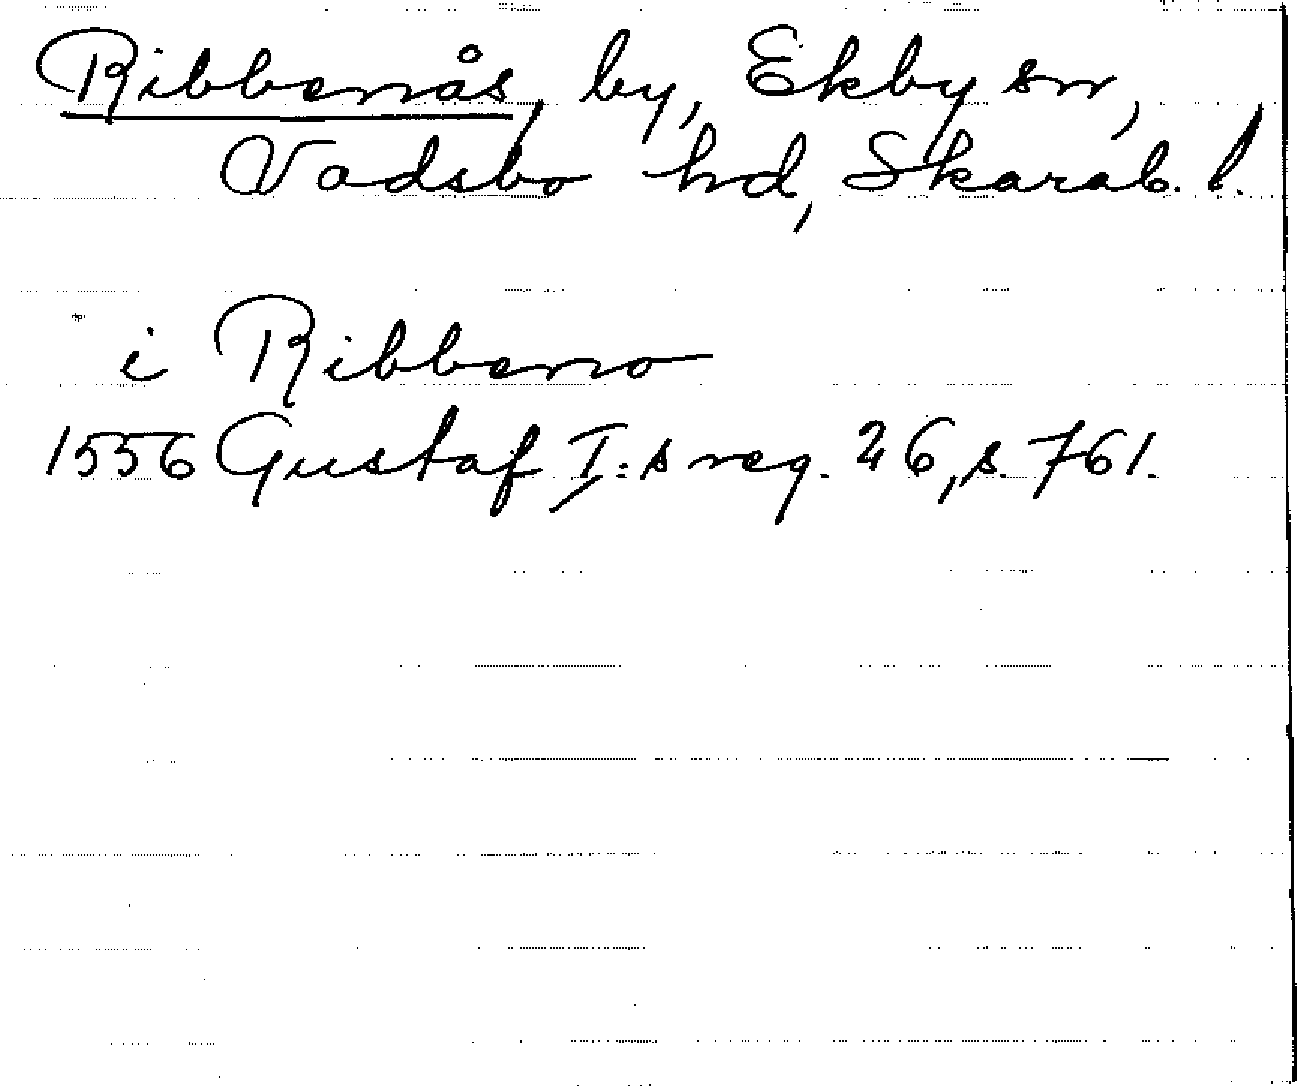 Ribbenås, by, Ekby sn,
Vadsbo hd, Skarab. l.
i Ribbeno
1556 Gustaf I:s reg. 26, s. 761.